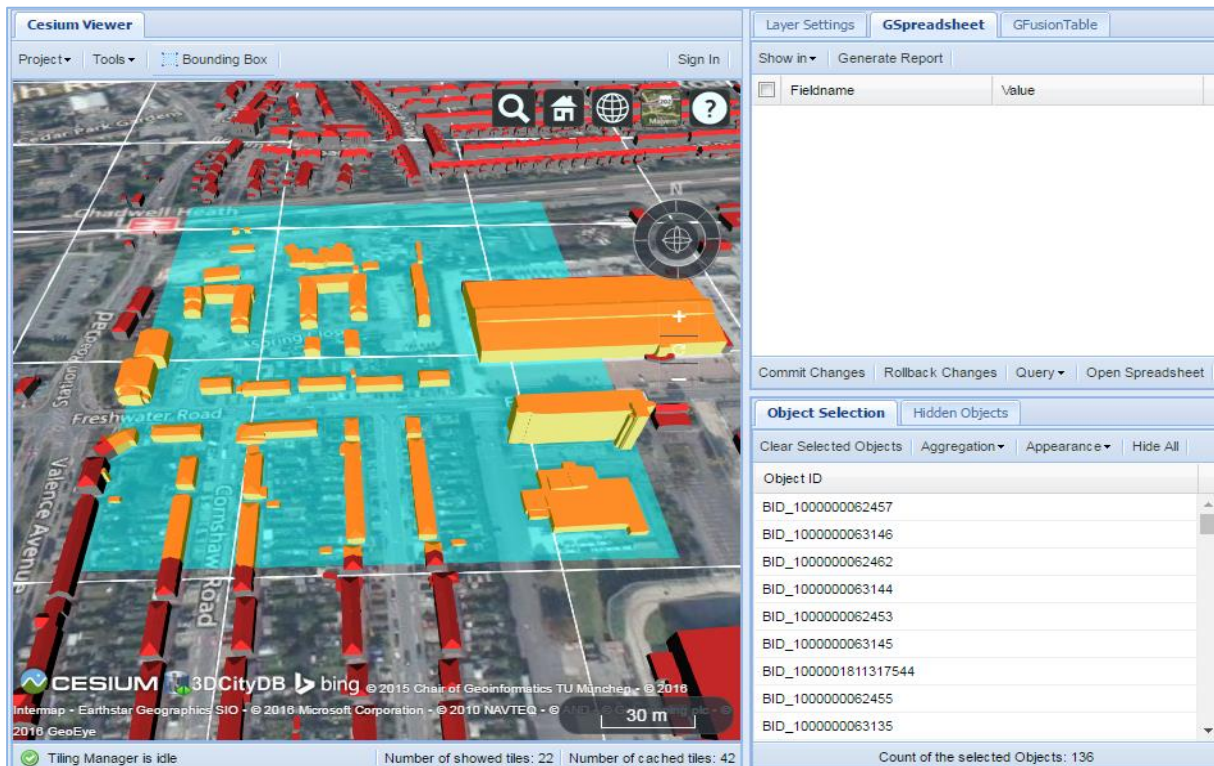 Cesium Viewer
Project Tools Bounding Box Sign In
Chadwell Heath
N
?
+
Station Road
Freshwater Road
Valence Avenue
Cornshaw Road
CESIUM 3DCityDB bing © 2015 Chair of Geoinformatics TU München - © 2016
Intermap - Earthstar Geographics SIO - © 2016 Microsoft Corporation - © 2010 NAVTEQ - ©
2016 GeoEye
30 m
Tiling Manager is idle Number of showed tiles: 22 Number of cached tiles: 42
Layer Settings GSpreadsheet GFusionTable
Show in Generate Report
Fieldname Value
Commit Changes Rollback Changes Query Open Spreadsheet
Object Selection Hidden Objects
Clear Selected Objects Aggregation Appearance Hide All
Object ID
BID_1000000062457
BID_1000000063146
BID_1000000062462
BID_1000000063144
BID_1000000062453
BID_1000000063145
BID_1000001811317544
BID_1000000062455
BID_1000000063135
Count of the selected Objects: 136